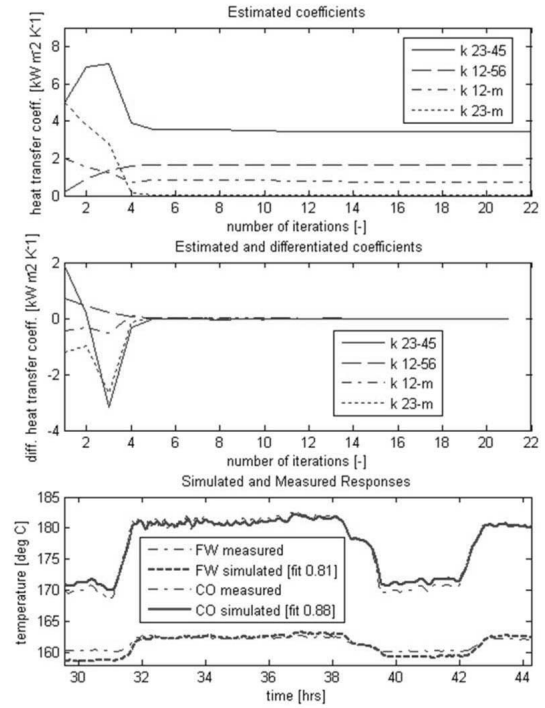 Estimated coefficients
heat transfer coeff. [kW m2 K-1]
8
6
4
2
0
k 23-45
k 12-56
k 12-m
k 23-m
2 4 6 8 10 12 14 16 18 20 22
number of iterations [-]
Estimated and differentiated coefficients
diff. heat transfer coeff. [kW m2 K-1]
2
0
-2
-4
k 23-45
k 12-56
k 12-m
k 23-m
2 4 6 8 10 12 14 16 18 20 22
number of iterations [-]
Simulated and Measured Responses
temperature [deg C]
185
180
175
170
165
160
FW measured
FW simulated [fit 0.81]
CO measured
CO simulated [fit 0.88]
30 32 34 36 38 40 42 44
time [hrs]